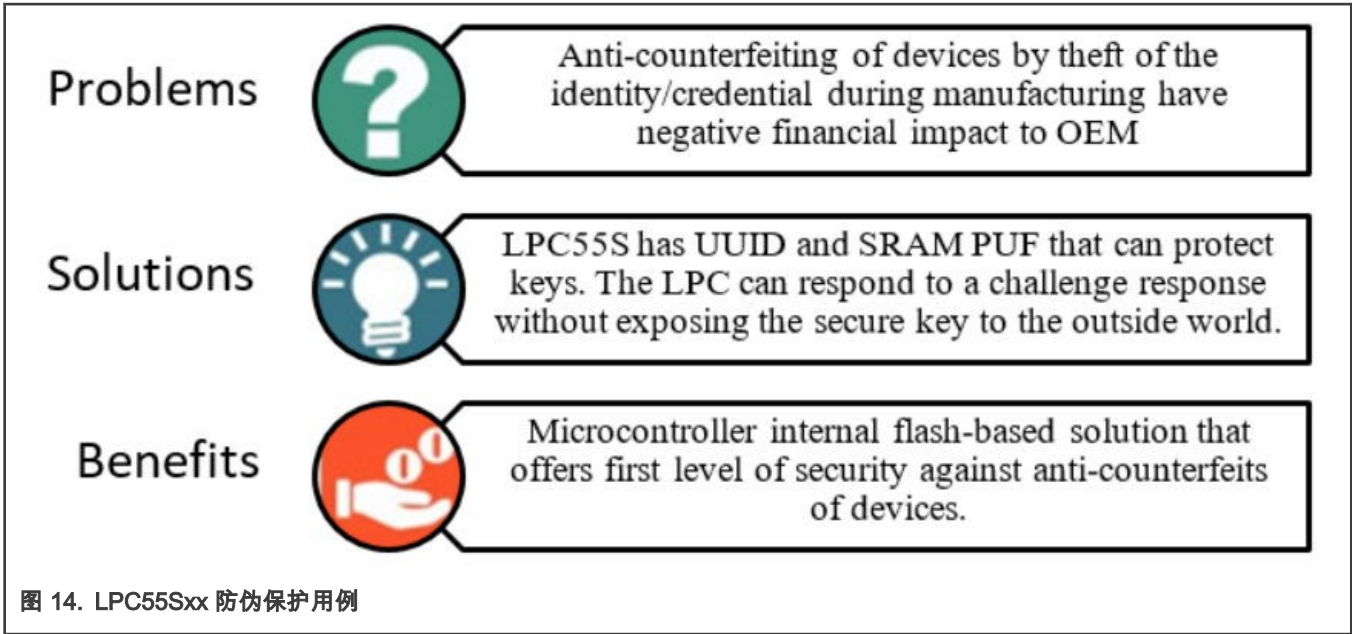 Problems
Anti-counterfeiting of devices by theft of the
identity/credential during manufacturing have
negative financial impact to OEM
Solutions
LPC55S has UUID and SRAM PUF that can protect
keys. The LPC can respond to a challenge response
without exposing the secure key to the outside world.
Benefits
Microcontroller internal flash-based solution that
offers first level of security against anti-counterfeits
of devices.
图 14. LPC55Sxx 防伪保护用例